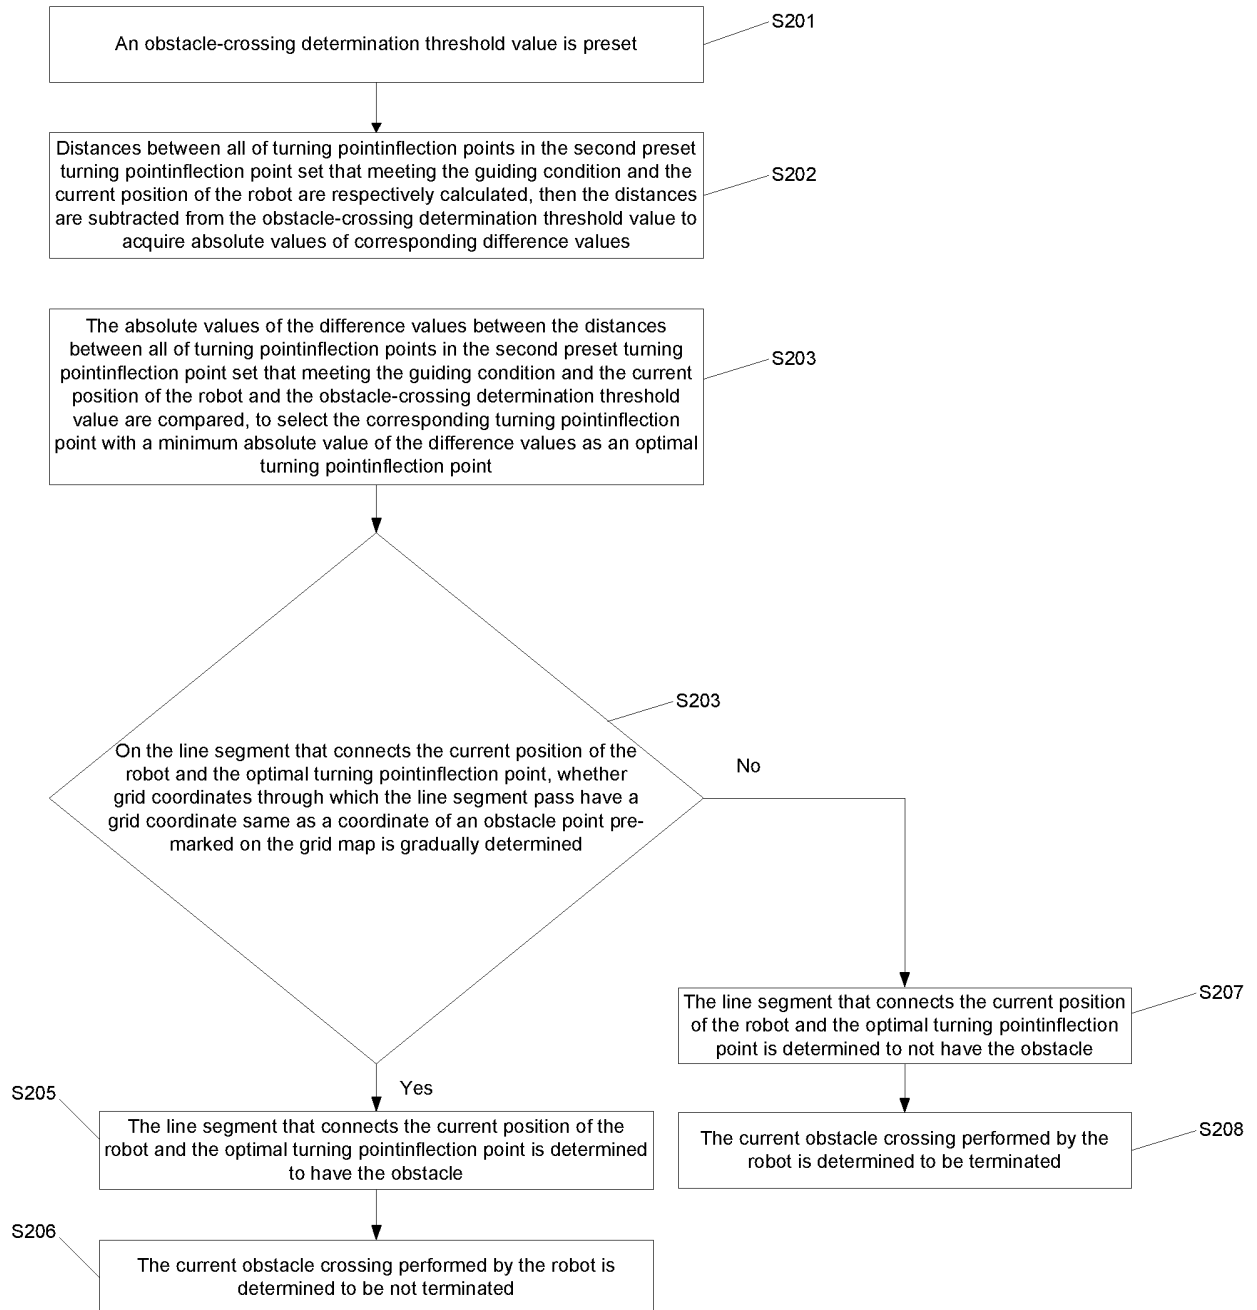 An obstacle-crossing determination threshold value is preset
S201
Distances between all of turning pointinflection points in the second preset
turning pointinflection point set that meeting the guiding condition and the
current position of the robot are respectively calculated, then the distances
are subtracted from the obstacle-crossing determination threshold value to
acquire absolute values of corresponding difference values
S202
The absolute values of the difference values between the distances
between all of turning pointinflection points in the second preset turning
pointinflection point set that meeting the guiding condition and the current
position of the robot and the obstacle-crossing determination threshold
value are compared, to select the corresponding turning pointinflection
point with a minimum absolute value of the difference values as an optimal
turning pointinflection point
S203
S203
On the line segment that connects the current position of the
robot and the optimal turning pointinflection point, whether
grid coordinates through which the line segment pass have a
grid coordinate same as a coordinate of an obstacle point pre-
marked on the grid map is gradually determined
No
Yes
S207
The line segment that connects the current position
of the robot and the optimal turning pointinflection
point is determined to not have the obstacle
S205
The line segment that connects the current position of the
robot and the optimal turning pointinflection point is determined
to have the obstacle
S208
The current obstacle crossing performed by the
robot is determined to be terminated
S206
The current obstacle crossing performed by the robot is
determined to be not terminated